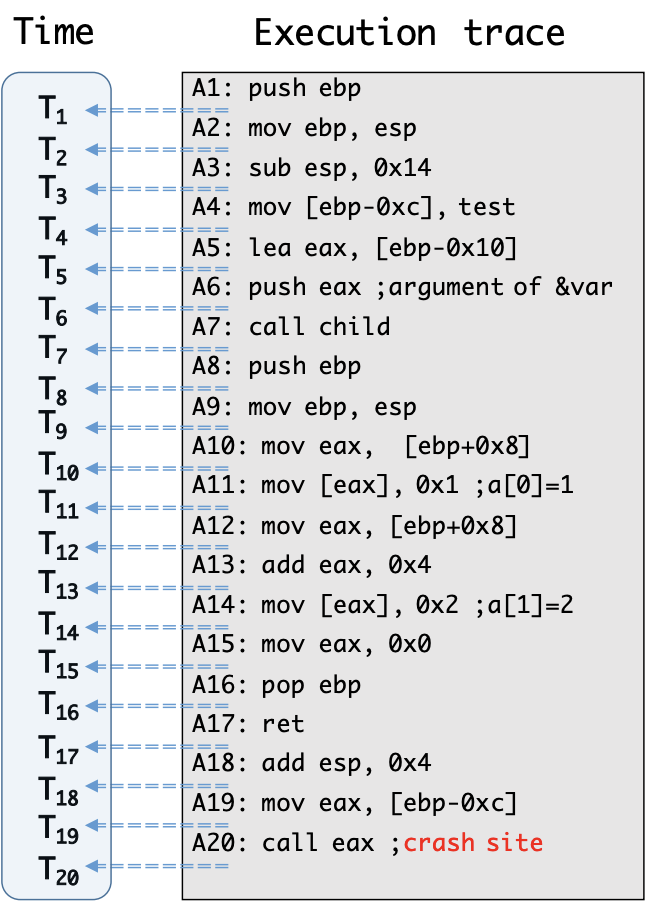 Time Execution trace
A1: push ebp
T1
A2: mov ebp, esp
T2
A3: sub esp, 0x14
T3
A4: mov [ebp-0xc], test
T4
A5: lea eax, [ebp-0x10]
T5
A6: push eax ;argument of &var
T6
A7: call child
T7
A8: push ebp
T8
A9: mov ebp, esp
T9
A10: mov eax, [ebp+0x8]
T10
A11: mov [eax], 0x1 ;a[0]=1
T11
A12: mov eax, [ebp+0x8]
T12
A13: add eax, 0x4
T13
A14: mov [eax], 0x2 ;a[1]=2
T14
A15: mov eax, 0x0
T15
A16: pop ebp
T16
A17: ret
T17
A18: add esp, 0x4
T18
A19: mov eax, [ebp-0xc]
T19
A20: call eax ;crash site
T20